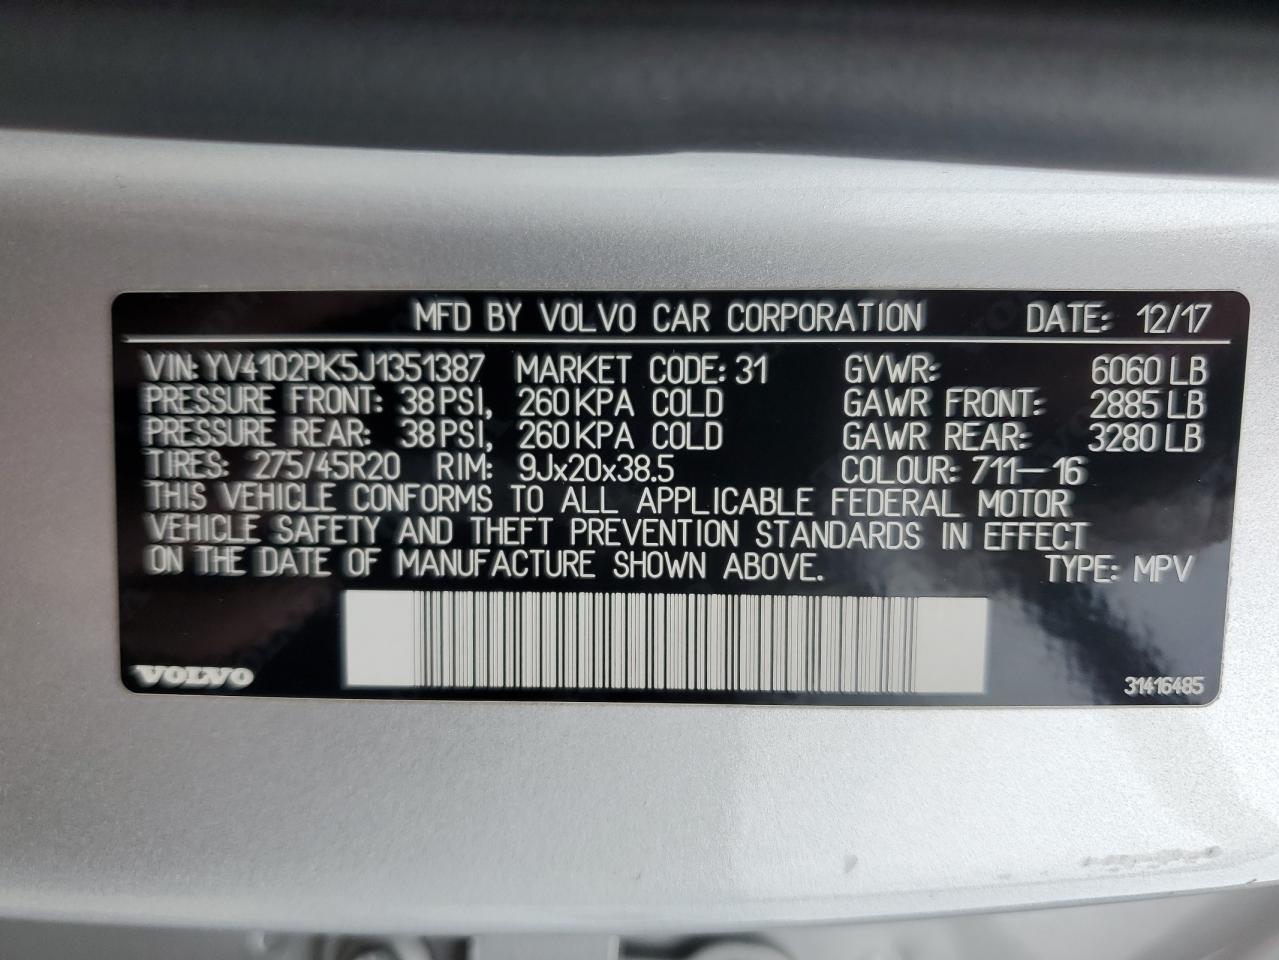 MFD BY VOLVO CAR CORPORATION DATE: 12/17
VIN: YV4102PK5J1351387 MARKET CODE: 31 GVWR: 6060 LB
PRESSURE FRONT: 38 PSI, 260 KPA COLD GAWR FRONT: 2885 LB
PRESSURE REAR: 38 PSI, 260 KPA COLD GAWR REAR: 3280 LB
TIRES: 275/45R20 RIM: 9Jx20x38.5 COLOUR: 711-16
THIS VEHICLE CONFORMS TO ALL APPLICABLE FEDERAL MOTOR
VEHICLE SAFETY AND THEFT PREVENTION STANDARDS IN EFFECT
ON THE DATE OF MANUFACTURE SHOWN ABOVE. TYPE: MPV
VOLVO 31416485